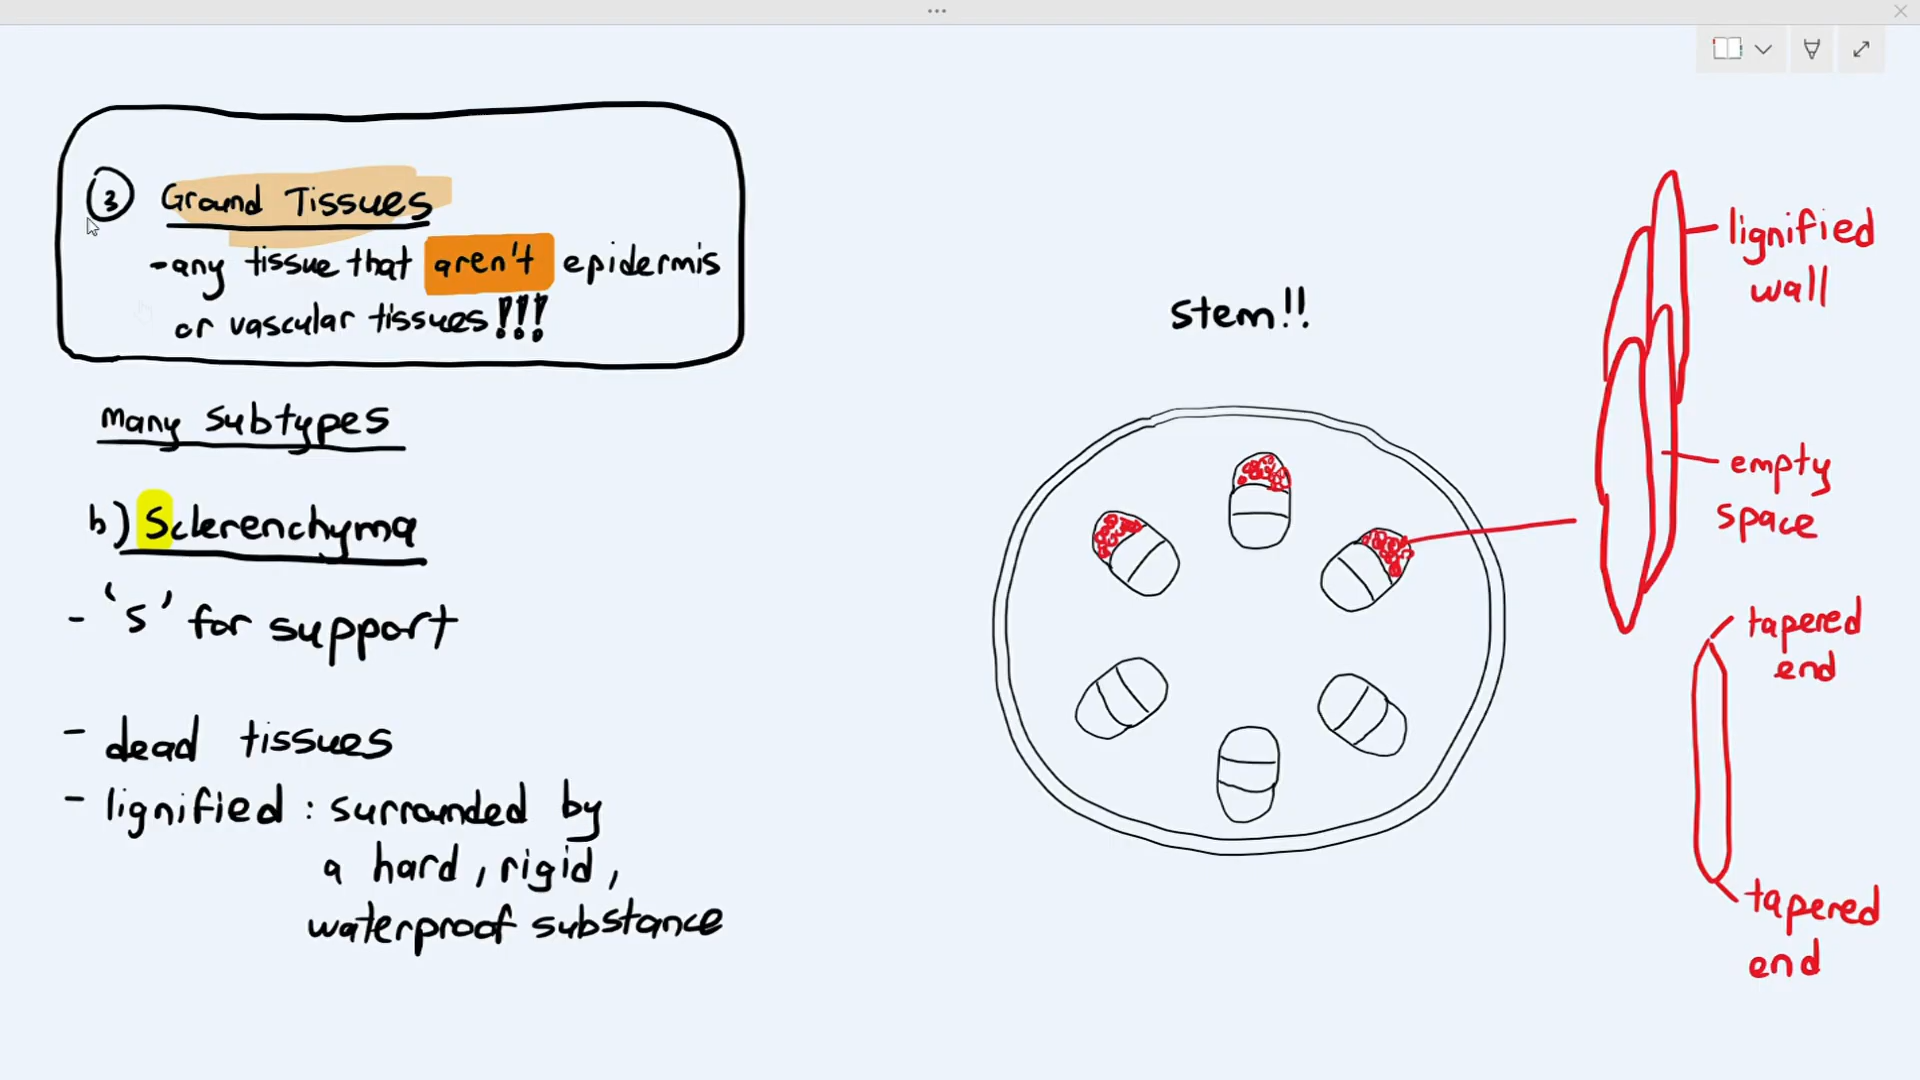 3 Ground Tissues
-any tissue that aren't epidermis
or vascular tissues!!!
many subtypes
b) Sclerenchyma
- 's' for support
- dead tissues
- lignified : surrounded by
a hard, rigid,
waterproof substance
stem!!
lignified
wall
empty
space
tapered
end
tapered
end